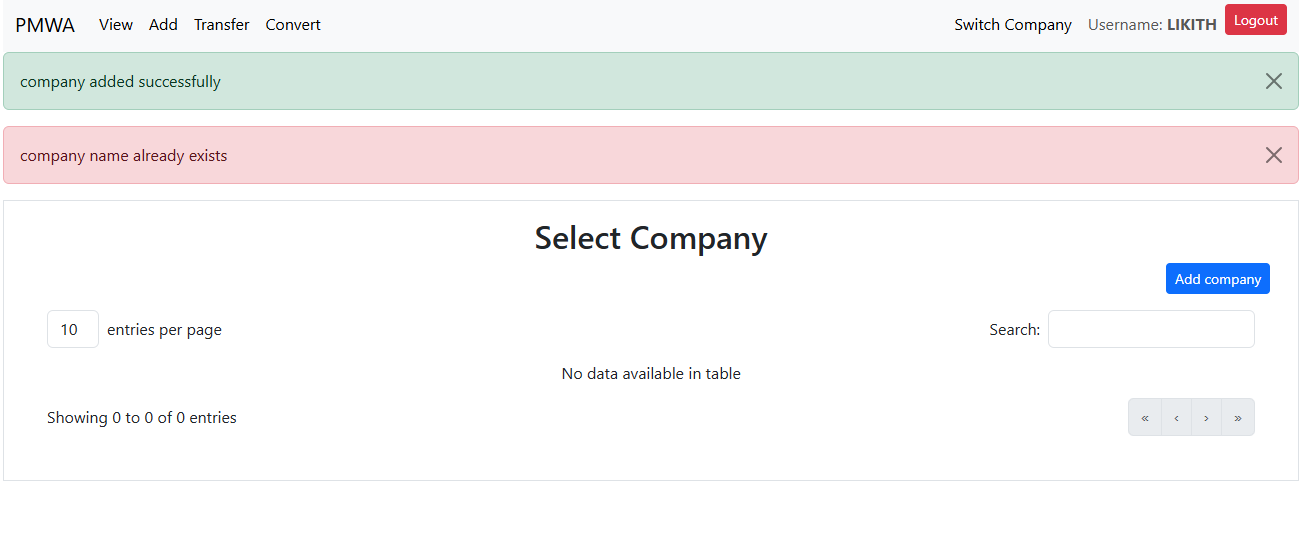 PMWA View Add Transfer Convert Switch Company Username: LIKITH Logout
company added successfully
company name already exists
Select Company
Add company
10 entries per page Search:
No data available in table
Showing 0 to 0 of 0 entries « ‹ › »